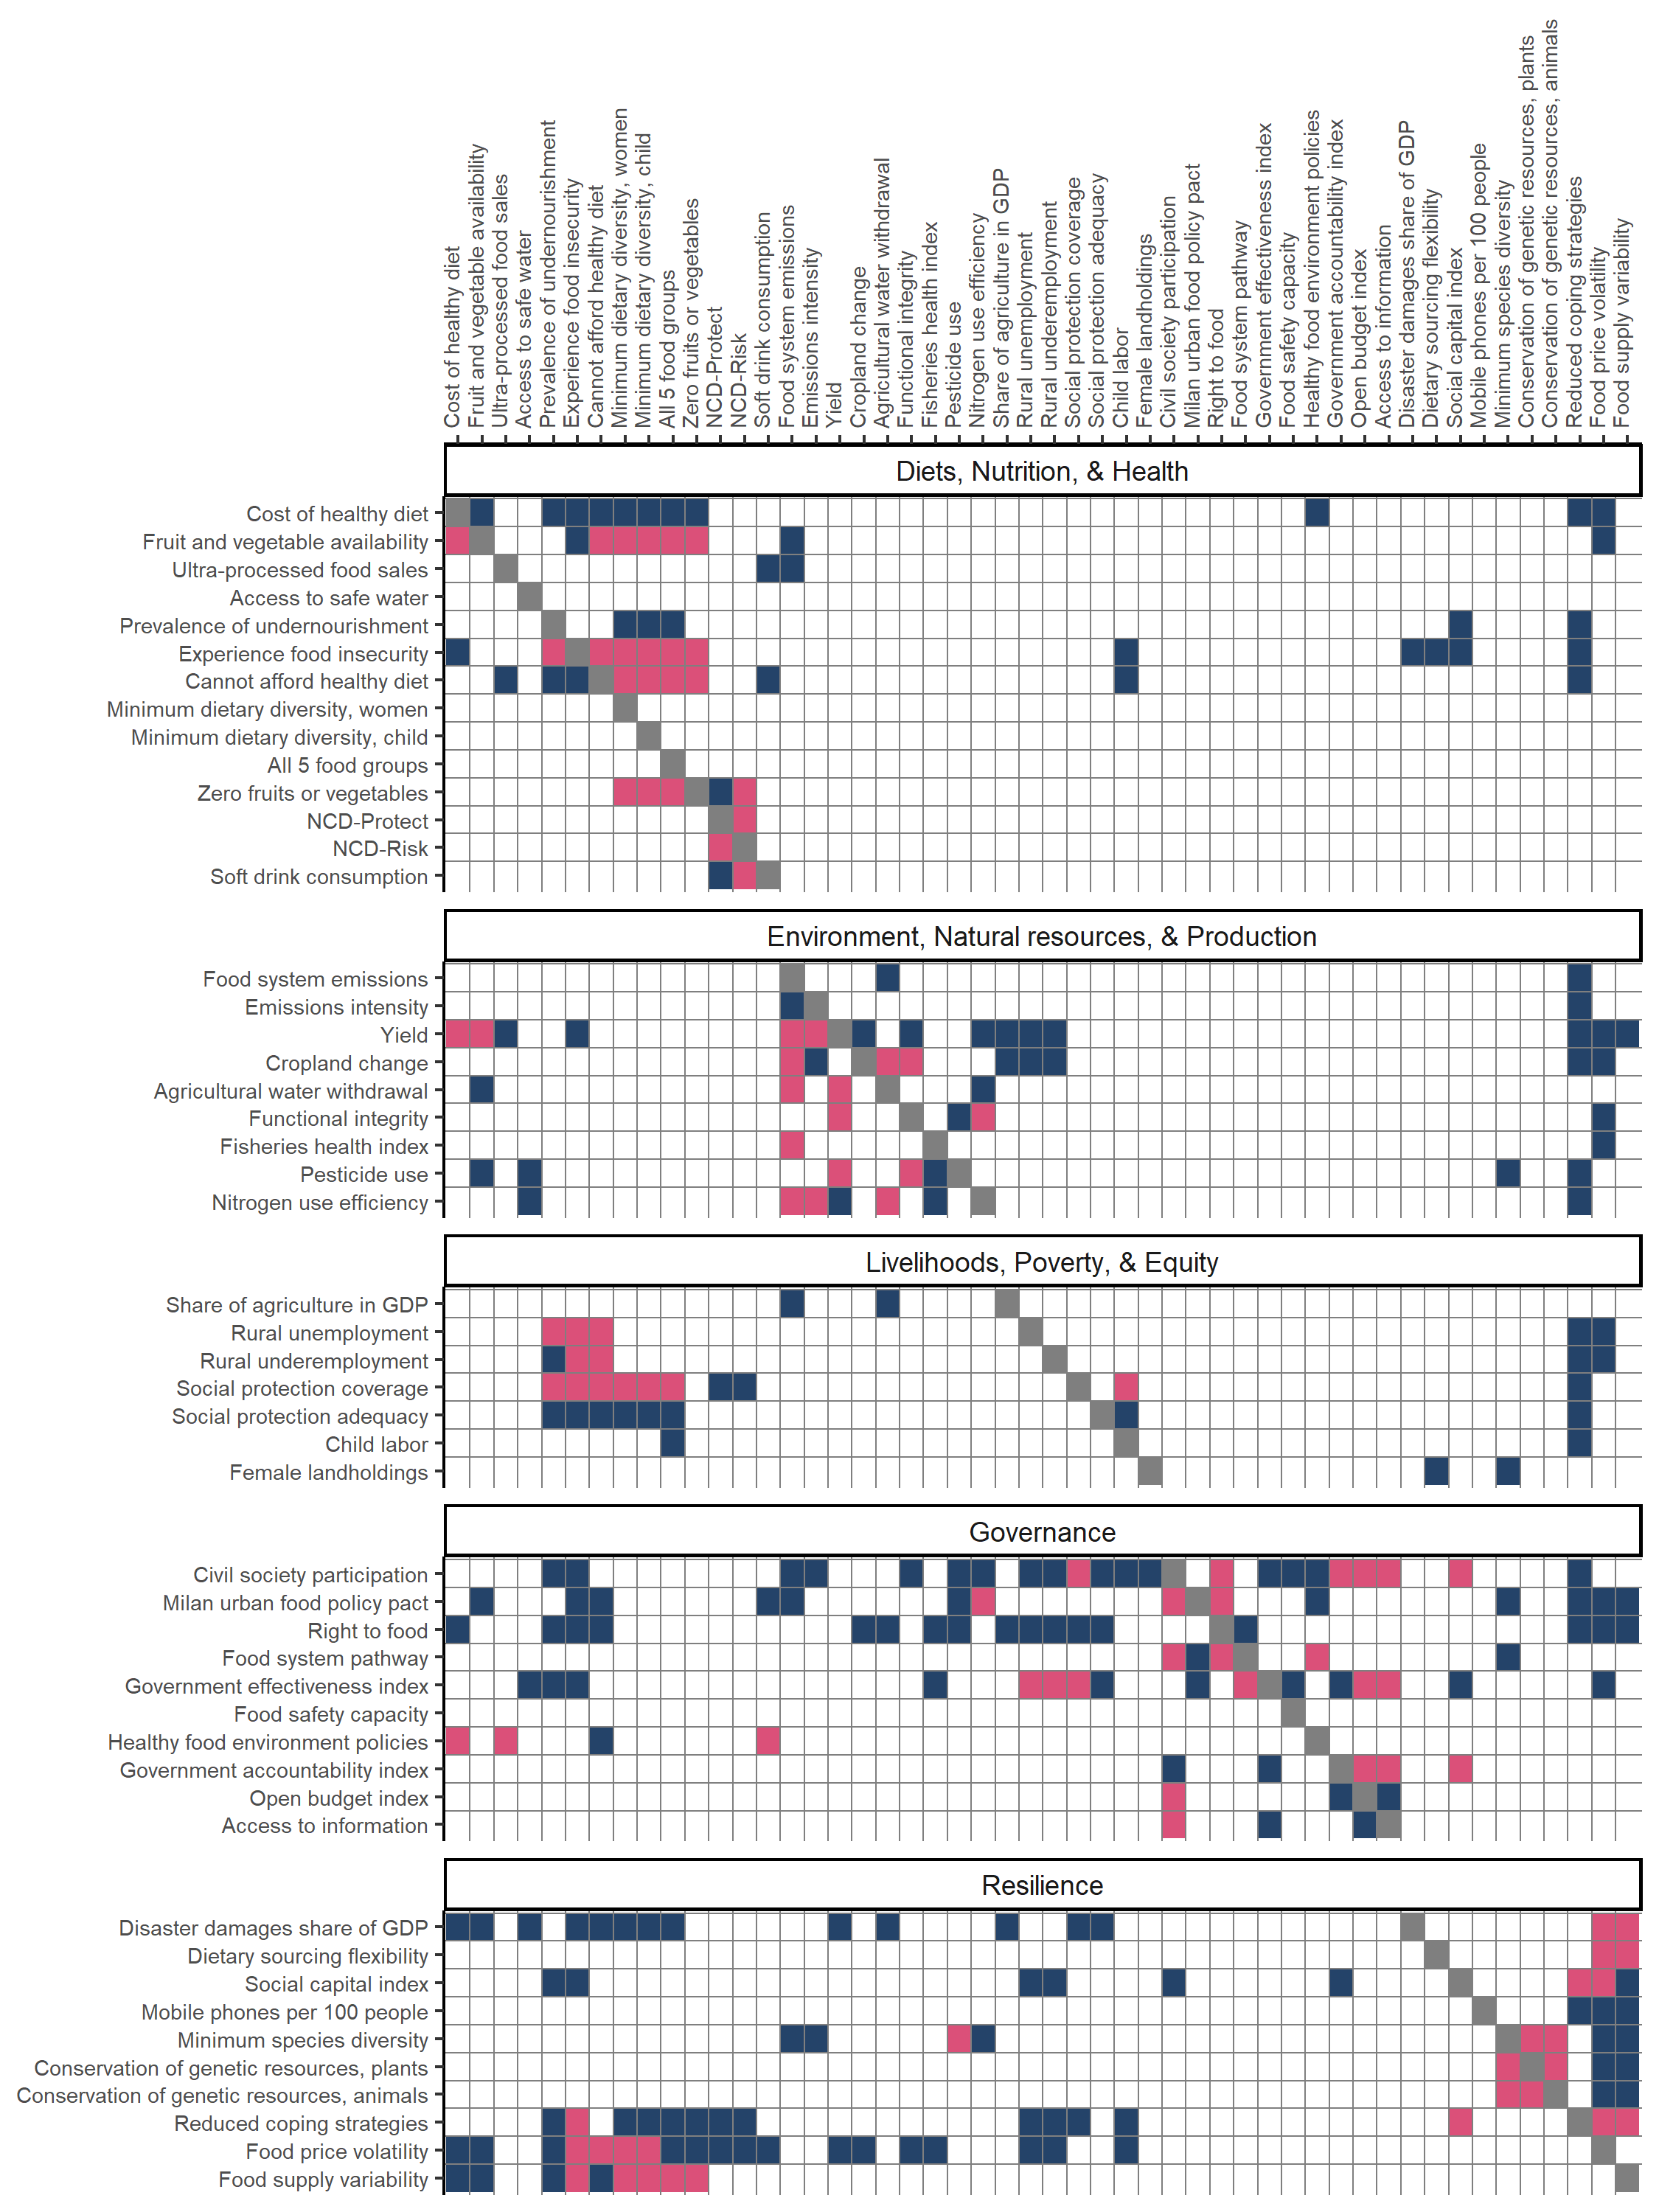 Cost of healthy diet
Fruit and vegetable availability
Ultra-processed food sales
Access to safe water
Prevalence of undernourishment
Experience food insecurity
Cannot afford healthy diet
Minimum dietary diversity, women
Minimum dietary diversity, child
All 5 food groups
Zero fruits or vegetables
NCD-Protect
NCD-Risk
Soft drink consumption
Food system emissions
Emissions intensity
Yield
Cropland change
Agricultural water withdrawal
Functional integrity
Fisheries health index
Pesticide use
Nitrogen use efficiency
Share of agriculture in GDP
Rural unemployment
Rural underemployment
Social protection coverage
Social protection adequacy
Child labor
Female landholdings
Civil society participation
Milan urban food policy pact
Right to food
Food system pathway
Government effectiveness index
Food safety capacity
Healthy food environment policies
Government accountability index
Open budget index
Access to information
Disaster damages share of GDP
Dietary sourcing flexibility
Social capital index
Mobile phones per 100 people
Minimum species diversity
Conservation of genetic resources, plants
Conservation of genetic resources, animals
Reduced coping strategies
Food price volatility
Food supply variability
Diets, Nutrition, & Health
Cost of healthy diet
Fruit and vegetable availability
Ultra-processed food sales
Access to safe water
Prevalence of undernourishment
Experience food insecurity
Cannot afford healthy diet
Minimum dietary diversity, women
Minimum dietary diversity, child
All 5 food groups
Zero fruits or vegetables
NCD-Protect
NCD-Risk
Soft drink consumption
Environment, Natural resources, & Production
Food system emissions
Emissions intensity
Yield
Cropland change
Agricultural water withdrawal
Functional integrity
Fisheries health index
Pesticide use
Nitrogen use efficiency
Livelihoods, Poverty, & Equity
Share of agriculture in GDP
Rural unemployment
Rural underemployment
Social protection coverage
Social protection adequacy
Child labor
Female landholdings
Governance
Civil society participation
Milan urban food policy pact
Right to food
Food system pathway
Government effectiveness index
Food safety capacity
Healthy food environment policies
Government accountability index
Open budget index
Access to information
Resilience
Disaster damages share of GDP
Dietary sourcing flexibility
Social capital index
Mobile phones per 100 people
Minimum species diversity
Conservation of genetic resources, plants
Conservation of genetic resources, animals
Reduced coping strategies
Food price volatility
Food supply variability